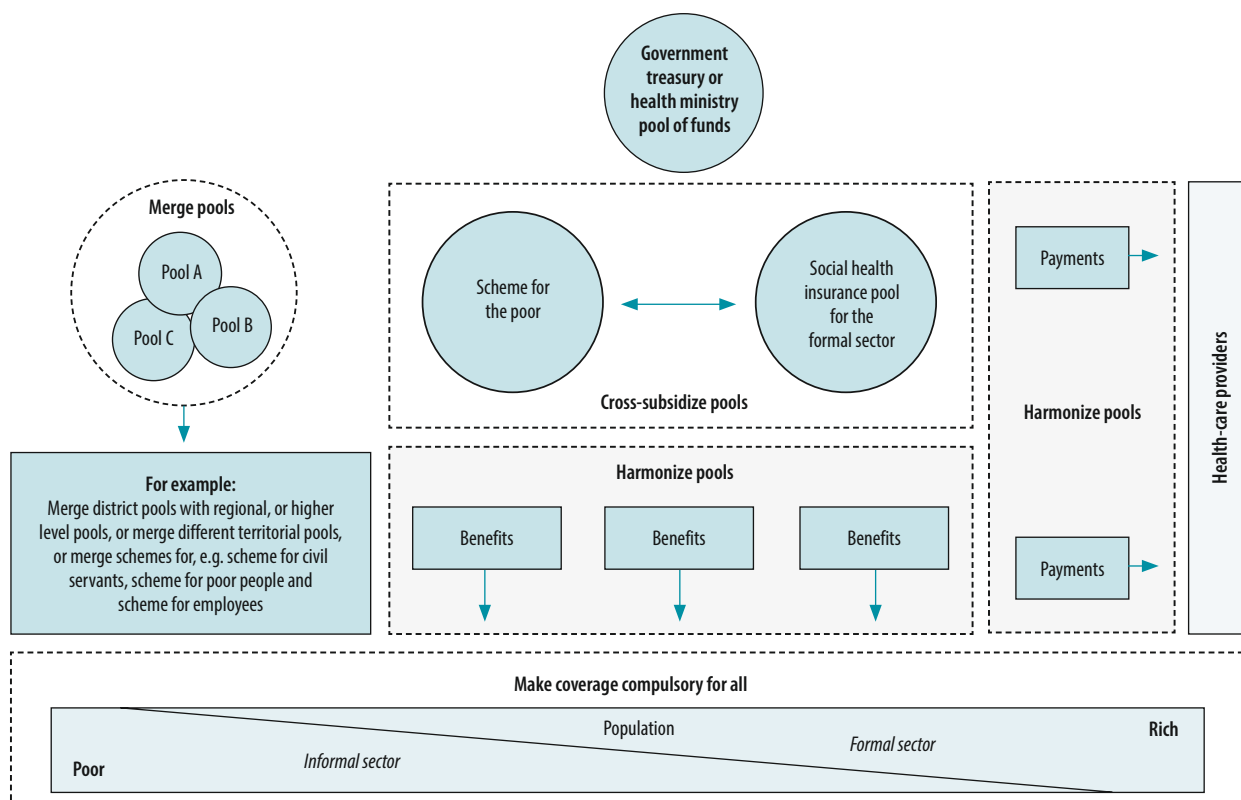 Government
treasury or
health ministry
pool of funds
Merge pools
Pool A
Pool B
Pool C
For example:
Merge district pools with regional, or higher
level pools, or merge different territorial pools,
or merge schemes for, e.g. scheme for civil
servants, scheme for poor people and
scheme for employees
Scheme for
the poor
Social health
insurance pool
for the
formal sector
Cross-subsidize pools
Harmonize pools
Benefits
Benefits
Benefits
Payments
Harmonize pools
Payments
Health-care providers
Make coverage compulsory for all
Population
Rich
Formal sector
Informal sector
Poor